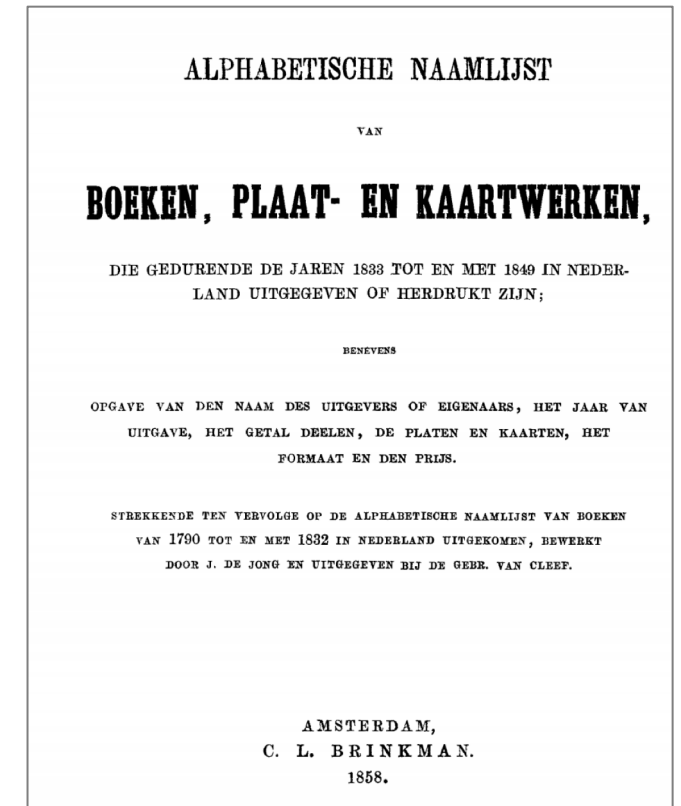 ALPHABETISCHE NAAMLIJST
VAN
BOEKEN, PLAAT- EN KAARTWERKEN,
DIE GEDURENDE DE JAREN 1833 TOT EN MET 1849 IN NEDER-
LAND UITGEGEVEN OF HERDRUKT ZIJN;
BENEVENS
OPGAVE VAN DEN NAAM DES UITGEVERS OF EIGENAARS, HET JAAR VAN
UITGAVE, HET GETAL DEELEN, DE PLATEN EN KAARTEN, HET
FORMAAT EN DEN PRIJS.
STREKKENDE TEN VERVOLGE OP DE ALPHABETISCHE NAAMLIJST VAN BOEKEN
VAN 1790 TOT EN MET 1832 IN NEDERLAND UITGEKOMEN, BEWERKT
DOOR J. DE JONG EN UITGEGEVEN BIJ DE GEBR. VAN CLEEF.
AMSTERDAM,
C. L. BRINKMAN.
1858.